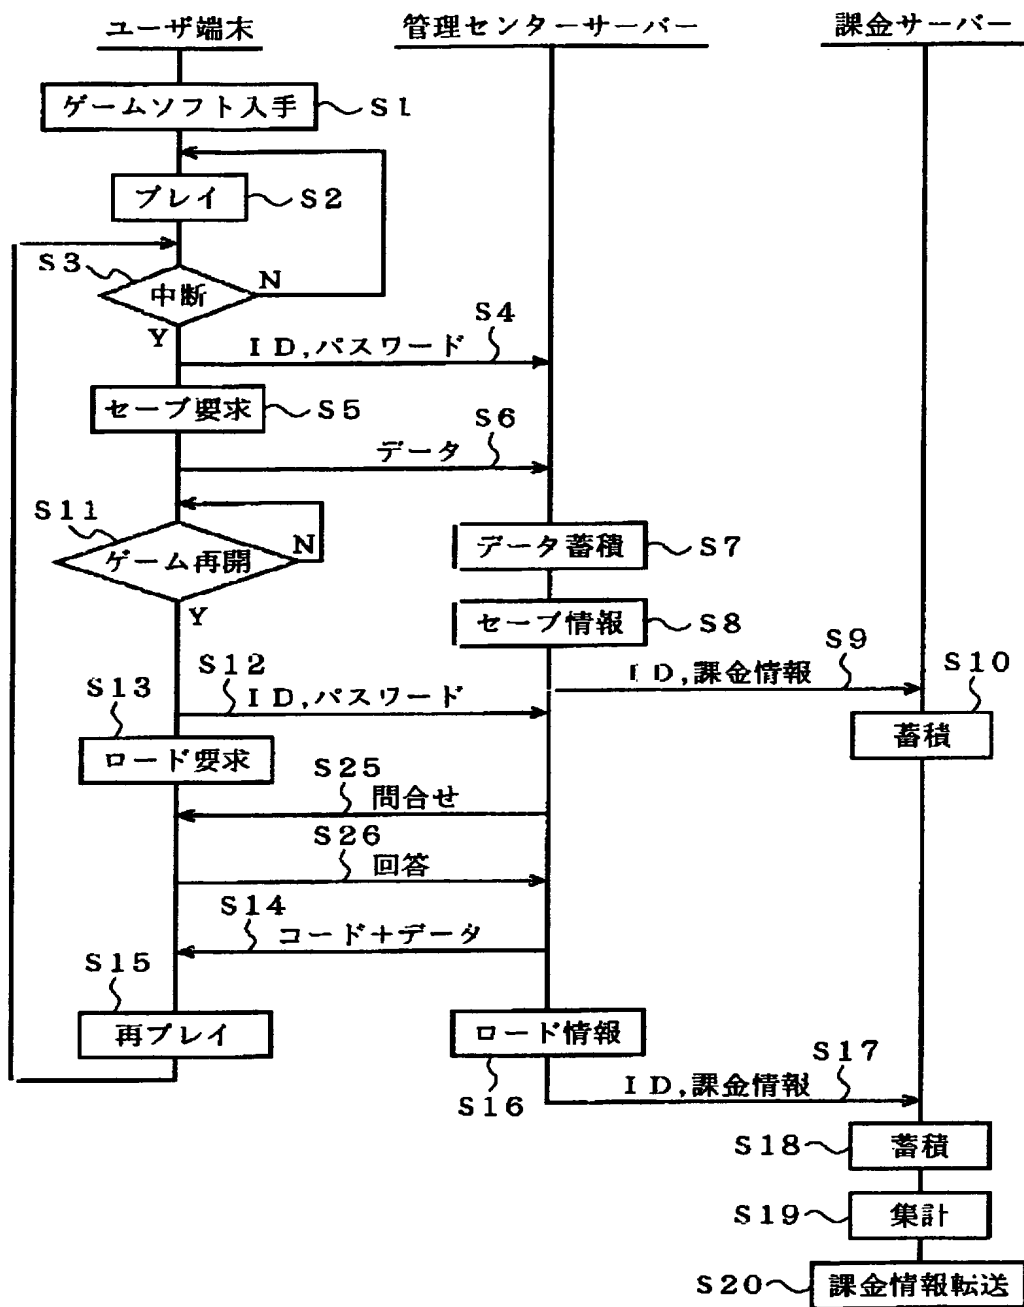 ユーザ端末
管理センターサーバー
課金サーバー
ゲームソフト入手
S1
プレイ
S2
S3
中断
N
Y
S4
ID,パスワード
セーブ要求
S5
S6
データ
S11
ゲーム再開
N
Y
データ蓄積
S7
セーブ情報
S8
S9
ID,課金情報
S10
蓄積
S12
ID,パスワード
S13
ロード要求
S25
問合せ
S26
回答
S14
コード+データ
S15
再プレイ
ロード情報
S16
S17
ID,課金情報
S18
蓄積
S19
集計
S20
課金情報転送